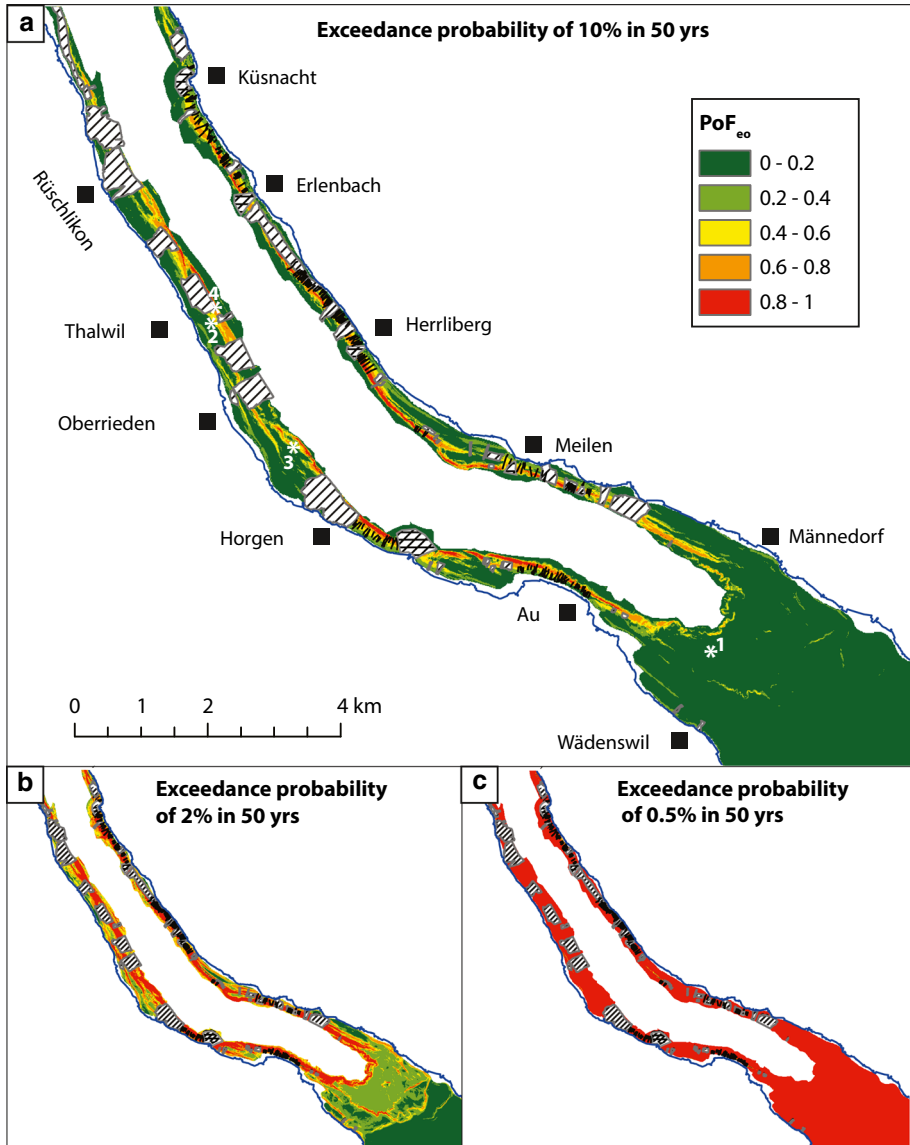 a
Exceedance probability of 10% in 50 yrs
Küsnacht
PoFeo
0 - 0.2
0.2 - 0.4
0.4 - 0.6
0.6 - 0.8
0.8 - 1
Erlenbach
Rüschlikon
4
*
*
2
Thalwil
Herrliberg
Oberrieden
*
3
Meilen
Horgen
Männedorf
Au
*1
0 1 2 4 km
Wädenswil
b
Exceedance probability
of 2% in 50 yrs
c
Exceedance probability
of 0.5% in 50 yrs